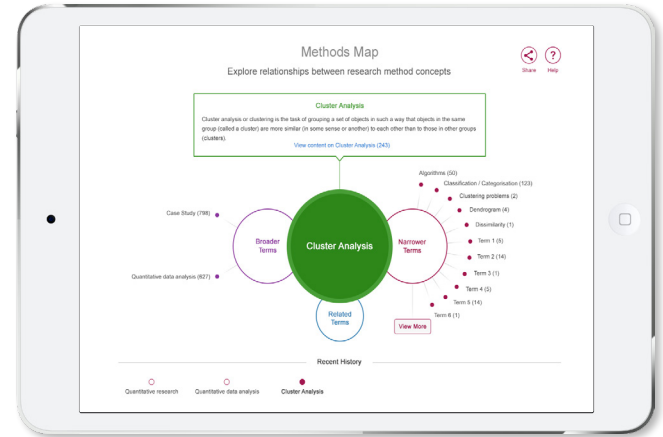 Methods Map
Explore relationships between research method concepts
Share
Help
Cluster Analysis
Cluster analysis or clustering is the task of grouping a set of objects in such a way that objects in the same
group (called a cluster) are more similar (in some sense or another) to each other than to those in other groups
(clusters).
View content on Cluster Analysis (243)
Case Study (798)
Quantitative data analysis (827)
Broader
Terms
Cluster Analysis
Narrower
Terms
Related
Terms
Algorithms (50)
Classification / Categorisation (123)
Clustering problems (2)
Dendrogram (4)
Dissimilarity (1)
Term 1 (5)
Term 2 (14)
Term 3 (1)
Term 4 (5)
Term 5 (14)
Term 6 (1)
View More
Recent History
Quantitative research
Quantitative data analysis
Cluster Analysis